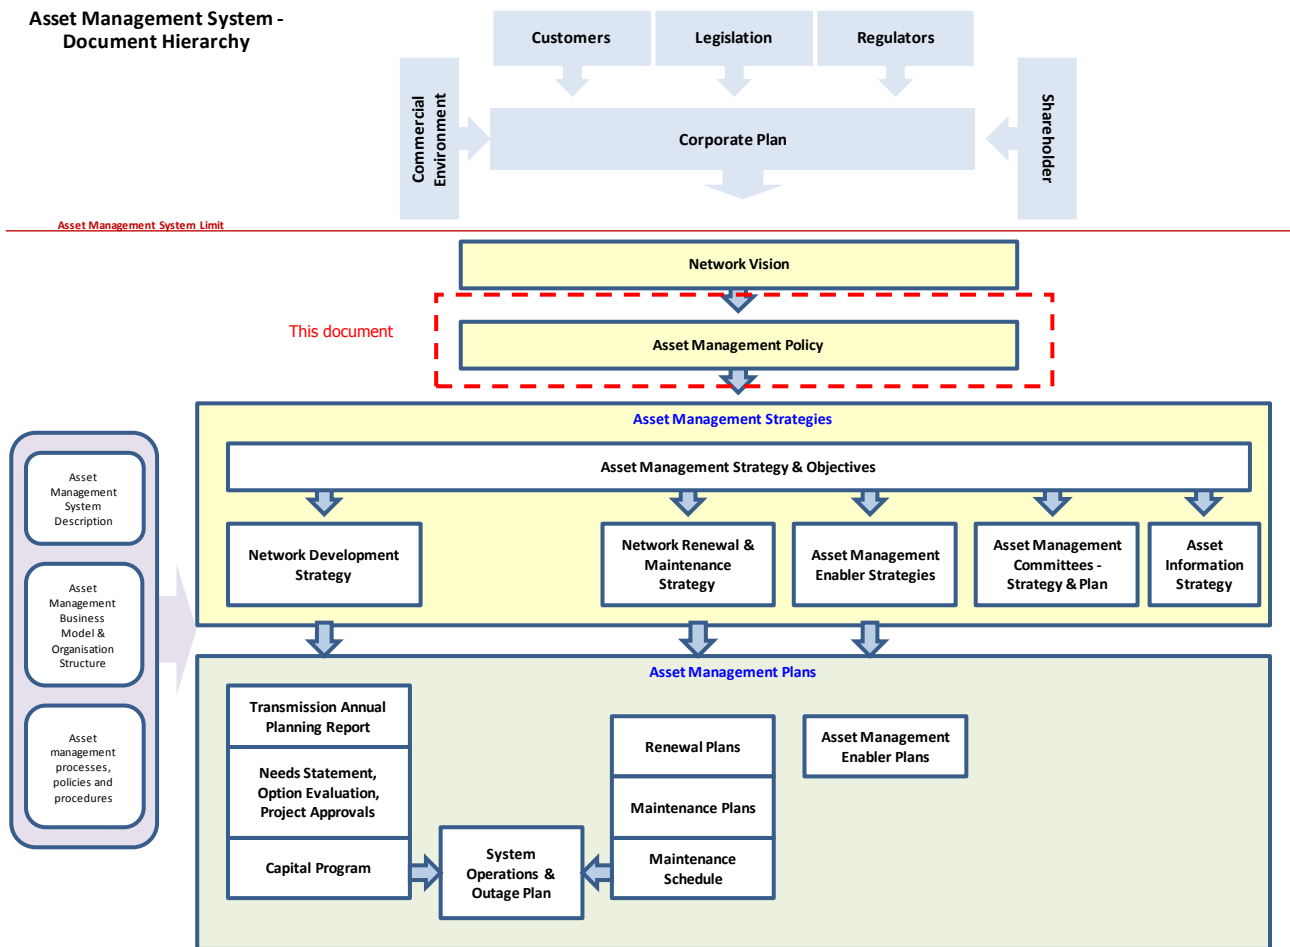 Asset Management System -
Document Hierarchy
Customers
Legislation
Regulators
Commercial
Environment
Corporate Plan
Shareholder
Asset Management System Limit
Network Vision
This document
Asset Management Policy
Asset Management Strategies
Asset Management Strategy & Objectives
Network Development
Strategy
Network Renewal &
Maintenance
Strategy
Asset Management
Enabler Strategies
Asset Management
Committees -
Strategy & Plan
Asset
Information
Strategy
Asset
Management
System
Description
Asset
Management
Business
Model &
Organisation
Structure
Asset
management
processes,
policies and
procedures
Asset Management Plans
Transmission Annual
Planning Report
Needs Statement,
Option Evaluation,
Project Approvals
Capital Program
System
Operations &
Outage Plan
Renewal Plans
Maintenance Plans
Maintenance
Schedule
Asset Management
Enabler Plans